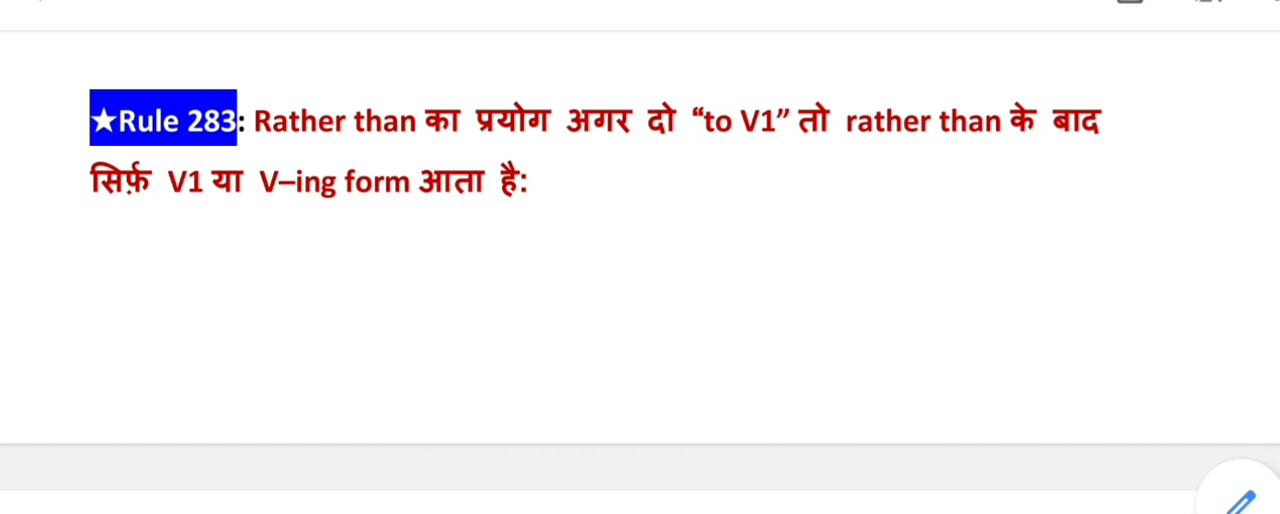 ★Rule 283: Rather than का प्रयोग अगर दो “to V1” तो rather than के बाद
सिर्फ़ V1 या V–ing form आता है: